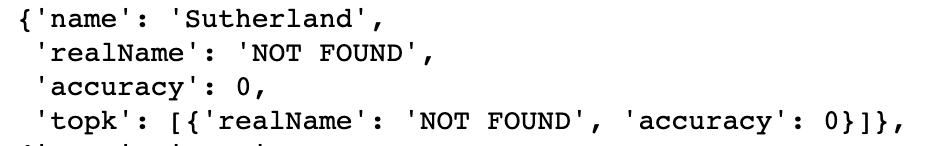 {'name': 'Sutherland',
'realName': 'NOT FOUND',
'accuracy': 0,
'topk': [{'realName': 'NOT FOUND', 'accuracy': 0}]},